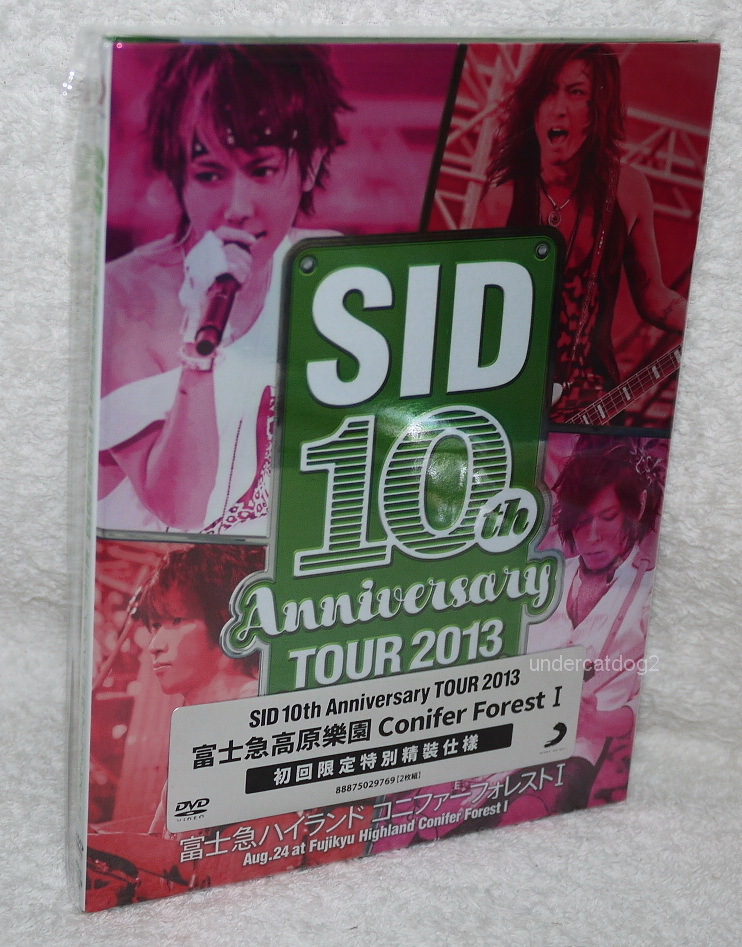 SID
10th
Anniversary
TOUR 2013
undercatdog2
SID 10th Anniversary TOUR 2013
富士急高原樂園 Conifer Forest I
初回限定特別精裝仕様
88875029769 [2枚組]
DVD
VIDEO
富士急ハイランド コニファーフォレストI
Aug.24 at Fujikyu Highland Conifer Forest I